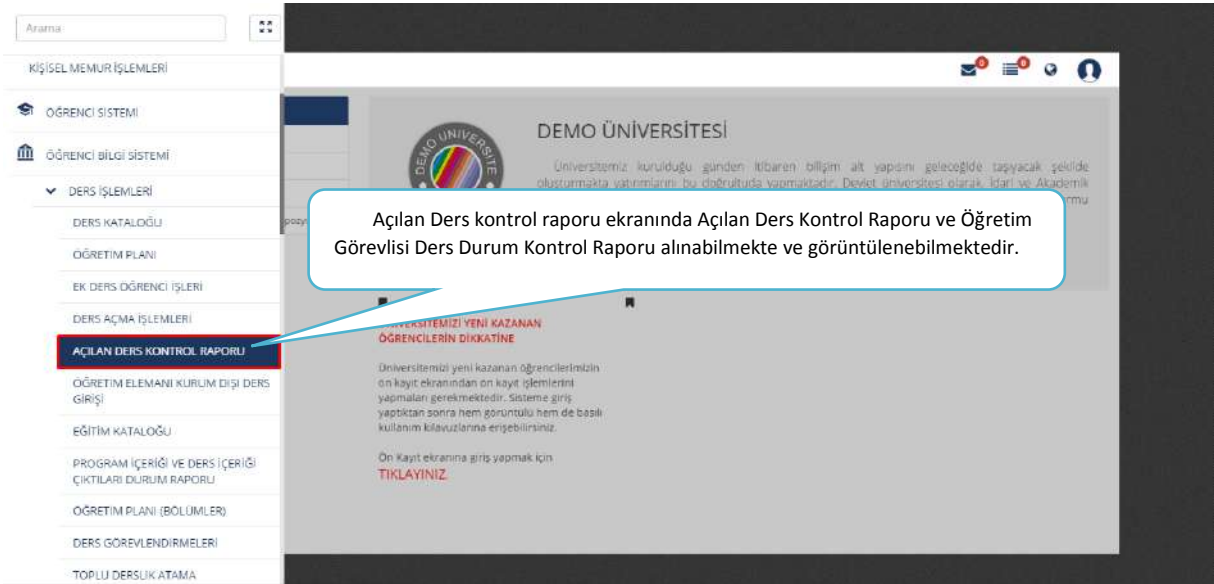 Arama
KİŞİSEL MEMUR İŞLEMLERİ
ÖĞRENCİ SİSTEMİ
ÖĞRENCİ BİLGİ SİSTEMİ
DERS İŞLEMLERİ
DERS KATALOĞU
ÖĞRETİM PLANI
EK DERS ÖĞRENCİ İŞLERİ
DERS AÇMA İŞLEMLERİ
AÇILAN DERS KONTROL RAPORU
ÖĞRETİM ELEMANI KURUM DIŞI DERS
GİRİŞİ
EĞİTİM KATALOĞU
PROGRAM İÇERİĞİ VE DERS İÇERİĞİ
ÇIKTILARI DURUM RAPORU
ÖĞRETİM PLANI (BÖLÜMLER)
DERS GÖREVLENDİRMELERİ
TOPLU DERSLİK ATAMA
0
0
DEMO UNIVERSITE
DEMO ÜNİVERSİTESİ
Üniversitemiz kurulduğu günden itibaren bilişim alt yapısını geleceğide taşıyacak şekilde
oluşturmakta yatırımlarını bu doğrultuda yapmaktadır. Devlet üniversitesi olarak, İdari ve Akademik
Açılan Ders kontrol raporu ekranında Açılan Ders Kontrol Raporu ve Öğretim
Görevlisi Ders Durum Kontrol Raporu alınabilmekte ve görüntülenebilmektedir.
ÜNİVERSİTEMİZİ YENİ KAZANAN
ÖĞRENCİLERİN DİKKATİNE
Üniversitemizi yeni kazanan öğrencilerimizin
ön kayıt ekranından ön kayıt işlemlerini
yapmaları gerekmektedir. Sisteme giriş
yaptıktan sonra hem görüntülü hem de basılı
kullanım kılavuzlarına erişebilirsiniz.
Ön Kayıt ekranına giriş yapmak için
TIKLAYINIZ.